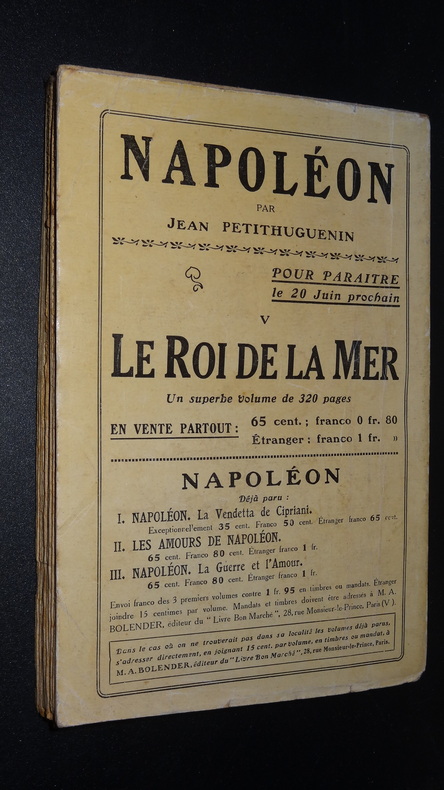 NAPOLÉON
PAR
JEAN PETITHUGUENIN
POUR PARAITRE
le 20 Juin prochain
V
LE ROI DE LA MER
Un superbe volume de 320 pages
EN VENTE PARTOUT : 65 cent. ; franco 0 fr. 80
Étranger : franco 1 fr. »
NAPOLÉON
Déjà paru :
I. NAPOLÉON. La Vendetta de Cipriani.
Exceptionnellement 35 cent. Franco 50 cent. Étranger franco 65 cent.
II. LES AMOURS DE NAPOLÉON.
65 cent. Franco 80 cent. Étranger franco 1 fr.
III. NAPOLÉON. La Guerre et l'Amour.
65 cent. Franco 80 cent. Étranger franco 1 fr.
Envoi franco des 3 premiers volumes contre 1 fr. 95 en timbres ou mandats. Étranger
joindre 15 centimes par volume. Mandats et timbres doivent être adressés à M. A.
BOLENDER, éditeur du " Livre Bon Marché ", 28, rue Monsieur-le-Prince, Paris (V ).
Dans le cas où on ne trouverait pas dans sa localité les volumes déjà parus,
s'adresser directement, en joignant 15 cent. par volume, en timbres ou mandat, à
M. A. BOLENDER, éditeur du "Livre Bon Marché", 28, rue Monsieur-le-Prince, Paris.